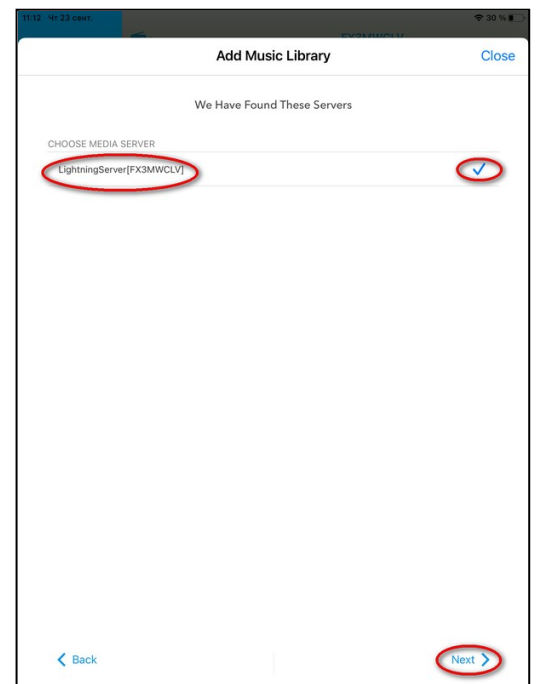 11:12 Чт 23 сент.
30 %
FX3MWCLV
Add Music Library
Close
We Have Found These Servers
CHOOSE MEDIA SERVER
LightningServer[FX3MWCLV]
Back
Next